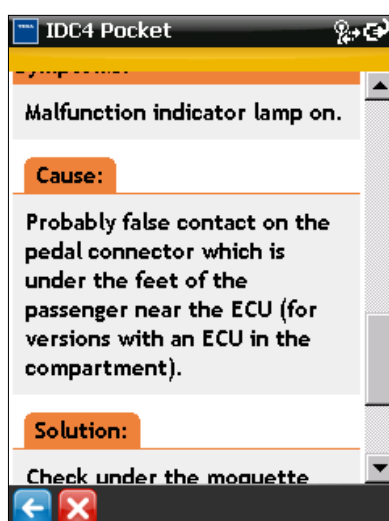 TEXA IDC4 Pocket
Symptoms:
Malfunction indicator lamp on.
Cause:
Probably false contact on the
pedal connector which is
under the feet of the
passenger near the ECU (for
versions with an ECU in the
compartment).
Solution:
Check under the moquette